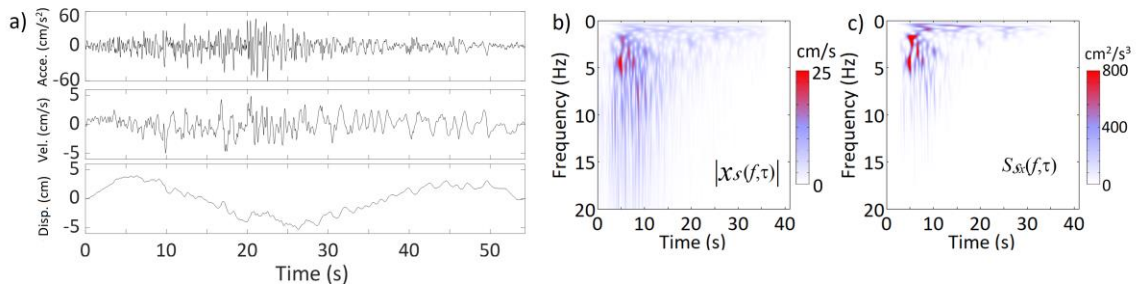 a)
Acce. (cm/s²)
60
0
-60
Vel. (cm/s)
5
0
-5
Disp. (cm)
5
0
-5
0 10 20 30 40 50
Time (s)
b)
Frequency (Hz)
0
5
10
15
20
0 10 20 30 40
Time (s)
|xs(f,τ)|
cm/s
25
0
c)
Frequency (Hz)
0
5
10
15
20
0 10 20 30 40
Time (s)
Ssx(f,τ)
cm²/s³
800
400
0